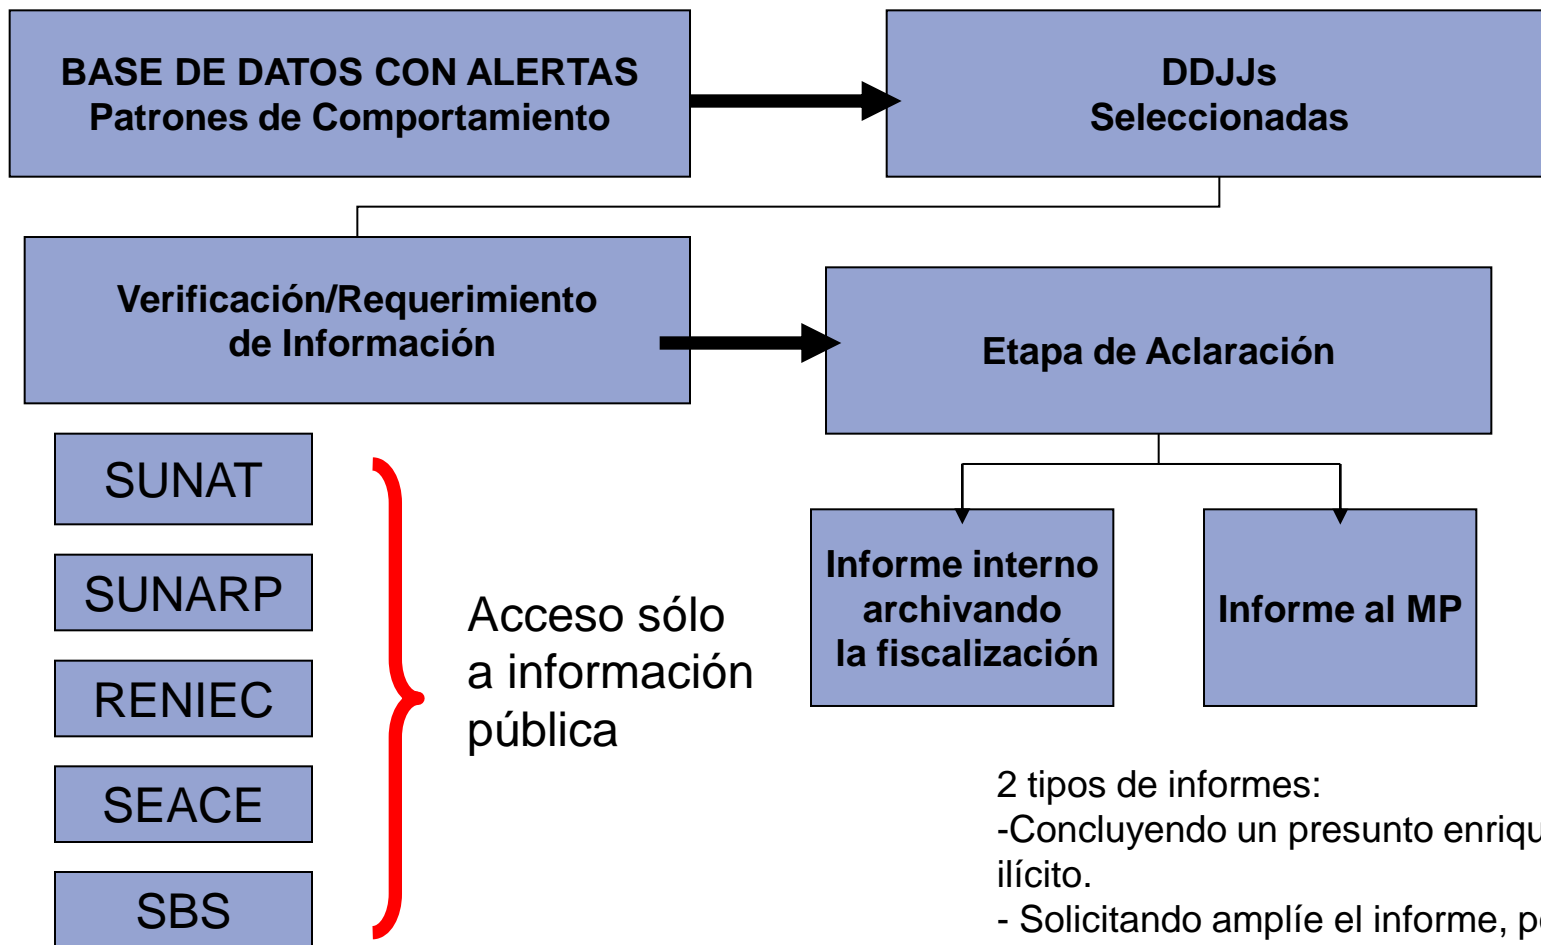 BASE DE DATOS CON ALERTAS
Patrones de Comportamiento
DDJJs
Seleccionadas
Verificación/Requerimiento
de Información
Etapa de Aclaración
SUNAT
SUNARP
RENIEC
SEACE
SBS
Acceso sólo
a información
pública
Informe interno
archivando
la fiscalización
Informe al MP
2 tipos de informes:
-Concluyendo un presunto
ilícito.
- Solicitando amplíe el informe,